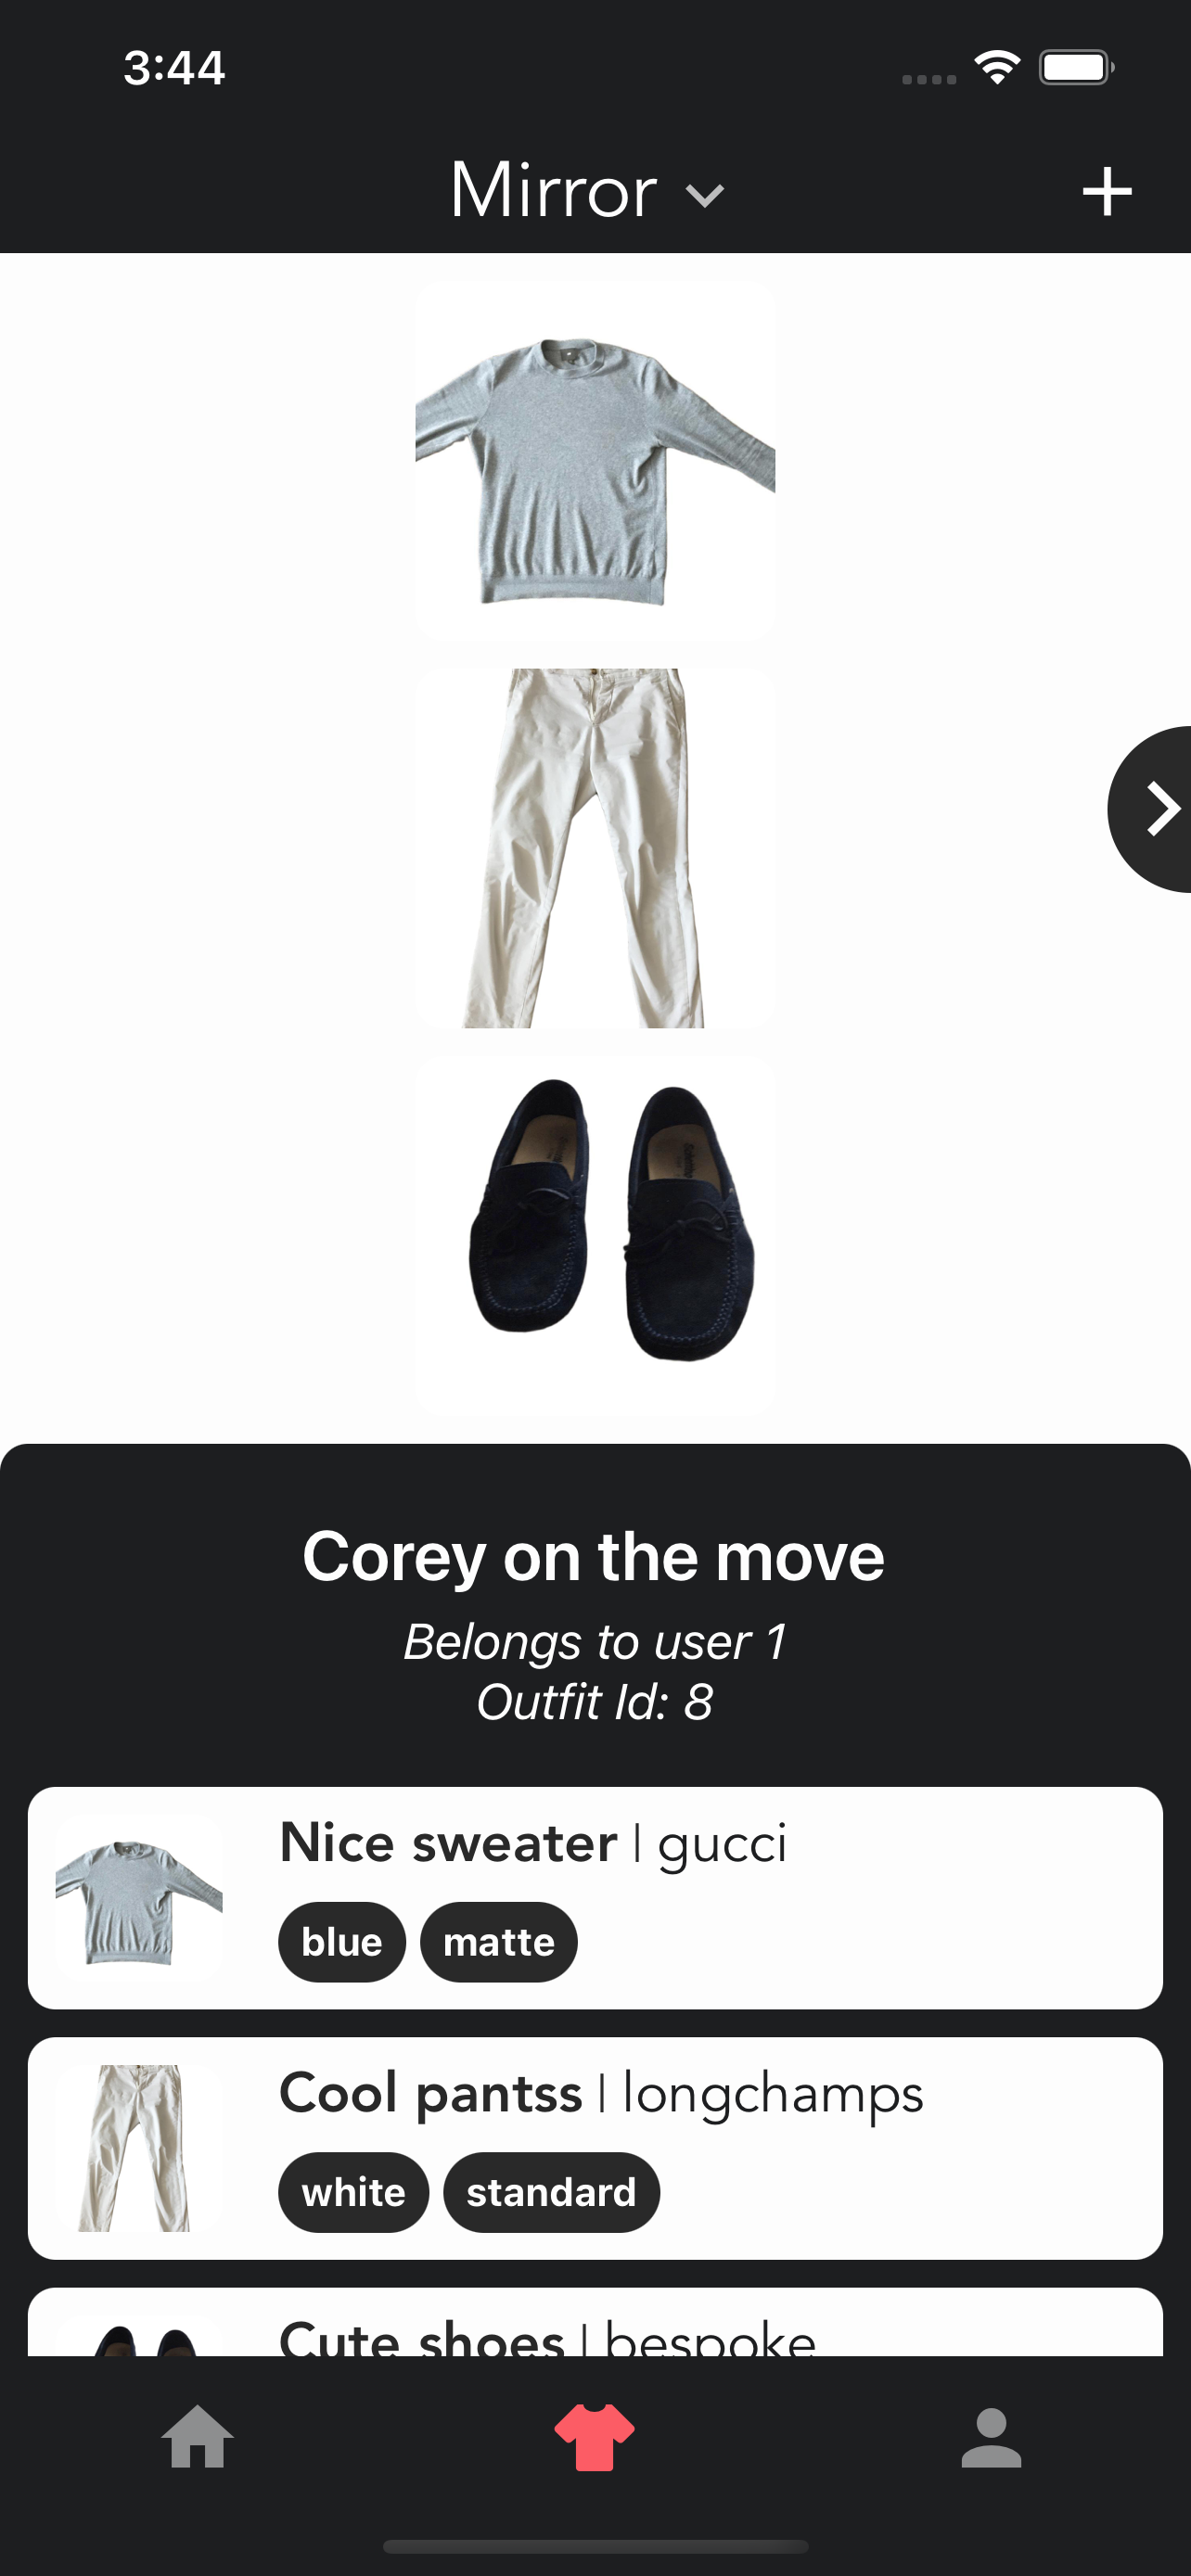 3:44
Mirror
Corey on the move
Belongs to user 1
Outfit Id: 8
Nice sweater | gucci
blue matte
Cool pantss | longchamps
white standard
Cute shoes | bespoke